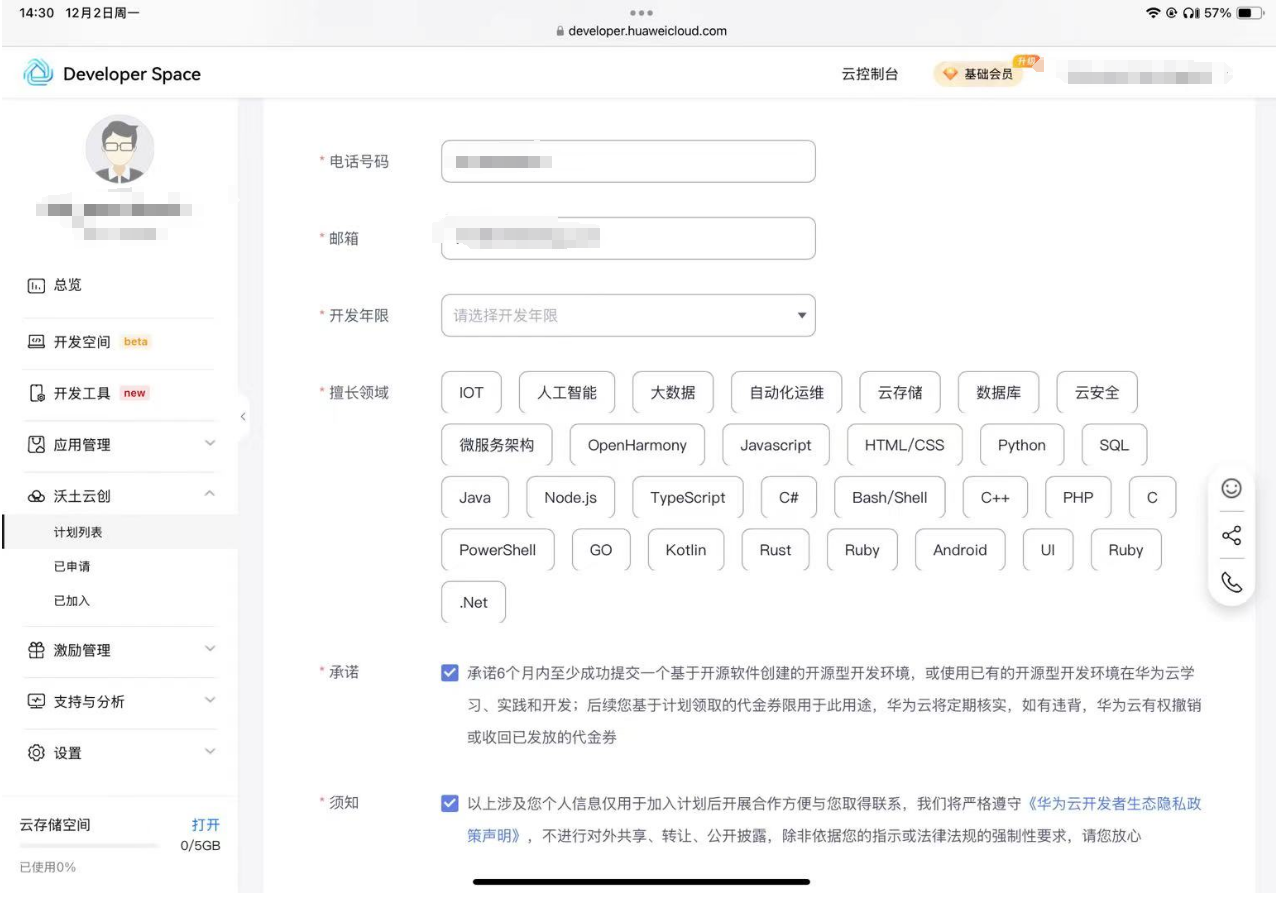 14:30 12月2日周一
57%
developer.huaweicloud.com
Developer Space
云控制台
基础会员
升级
总览
开发空间 beta
开发工具 new
应用管理
沃土云创
计划列表
已申请
已加入
激励管理
支持与分析
设置
云存储空间 打开
0/5GB
已使用0%
* 电话号码
* 邮箱
* 开发年限 请选择开发年限
* 擅长领域 IOT 人工智能 大数据 自动化运维 云存储 数据库 云安全
微服务架构 OpenHarmony Javascript HTML/CSS Python SQL
Java Node.js TypeScript C# Bash/Shell C++ PHP C
PowerShell GO Kotlin Rust Ruby Android UI Ruby
.Net
* 承诺 承诺6个月内至少成功提交一个基于开源软件创建的开源型开发环境，或使用已有的开源型开发环境在华为云学
习、实践和开发；后续您基于计划领取的代金券限用于此用途，华为云将定期核实，如有违背，华为云有权撤销
或收回已发放的代金券
* 须知 以上涉及您个人信息仅用于加入计划后开展合作方便与您取得联系，我们将严格遵守《华为云开发者生态隐私政
策声明》，不进行对外共享、转让、公开披露，除非依据您的指示或法律法规的强制性要求，请您放心